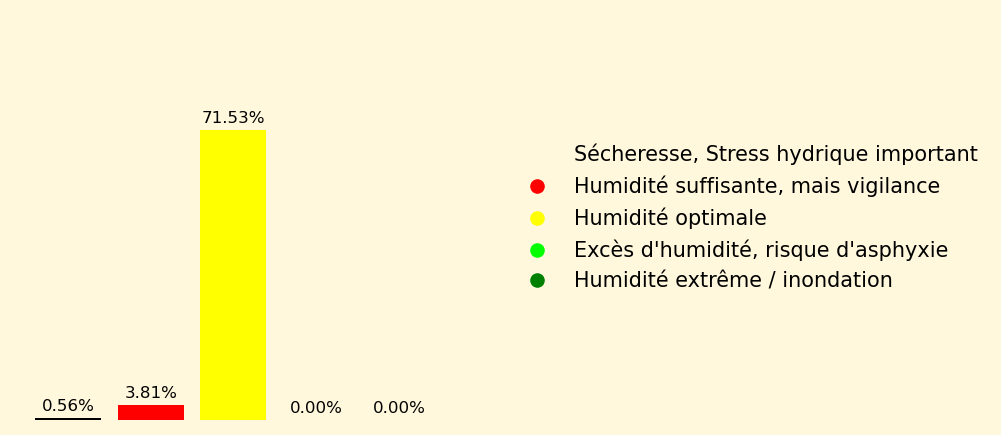 71.53%
Sécheresse, Stress hydrique important
Humidité suffisante, mais vigilance
Humidité optimale
Excès d'humidité, risque d'asphyxie
Humidité extrême / inondation
0.56%
3.81%
0.00%
0.00%